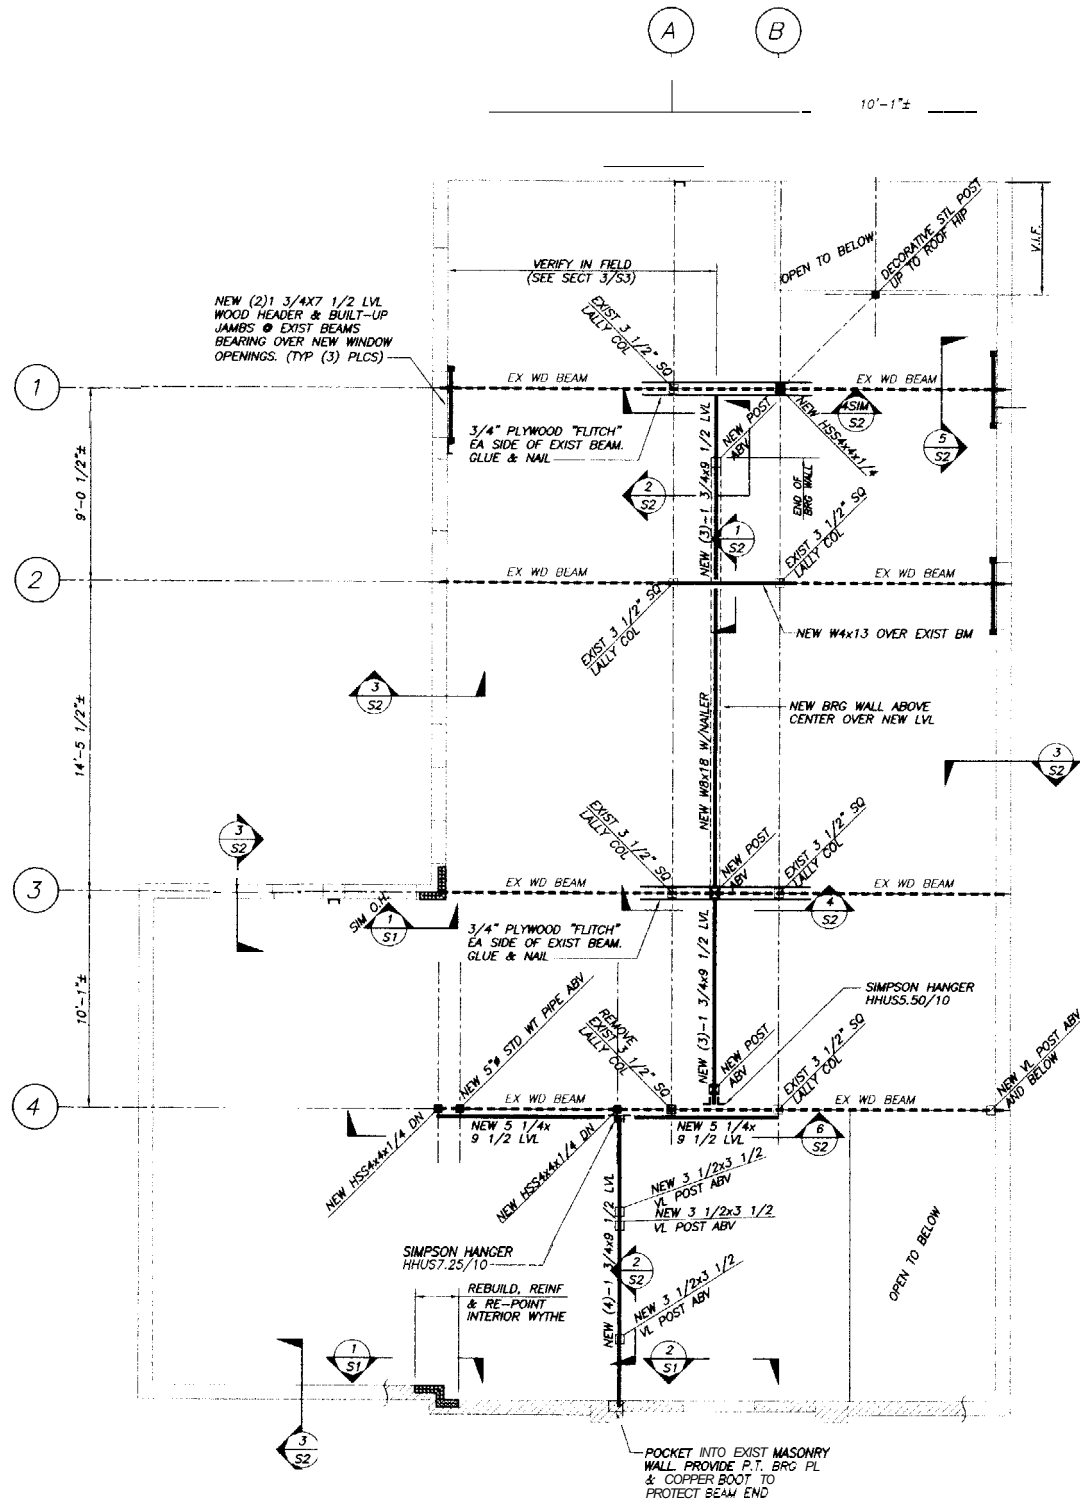 A
B
10'-1"±
V.I.F.
DECORATIVE STL POST
UP TO ROOF HIP
OPEN TO BELOW
VERIFY IN FIELD
(SEE SECT 3/S3)
NEW (2)1 3/4X7 1/2 LVL
WOOD HEADER & BUILT-UP
JAMBS @ EXIST BEAMS
BEARING OVER NEW WINDOW
OPENINGS. (TYP (3) PLCS)
EXIST 3 1/2" SQ
LALLY COL
1
EX WD BEAM
EX WD BEAM
4SIM
S2
5
S2
NEW HSS4x4x1/4
NEW POST
ABV
3/4" PLYWOOD "FLITCH"
EA SIDE OF EXIST BEAM.
GLUE & NAIL
9'-0 1/2"±
2
S2
NEW (3)-1 3/4x9 1/2 LVL
1
S2
END OF
BRG WALL
EXIST 3 1/2" SQ
LALLY COL
2
EX WD BEAM
EX WD BEAM
EXIST 3 1/2" SQ
LALLY COL
NEW W4x13 OVER EXIST BM
3
S2
14'-5 1/2"±
NEW BRG WALL ABOVE
CENTER OVER NEW LVL
NEW W8x18 W/NAILER
3
S2
3
S2
EXIST 3 1/2" SQ
LALLY COL
NEW POST
ABV
EXIST 3 1/2" SQ
LALLY COL
3
EX WD BEAM
EX WD BEAM
SIM O.H.
1
S1
4
S2
3/4" PLYWOOD "FLITCH"
EA SIDE OF EXIST BEAM.
GLUE & NAIL
10'-1"±
NEW (3)-1 3/4x9 1/2 LVL
SIMPSON HANGER
HHUS5.50/10
NEW 5"ø STD WT PIPE ABV
REMOVE
EXIST 3 1/2" SQ
LALLY COL
NEW POST
ABV
EXIST 3 1/2" SQ
LALLY COL
NEW VL POST ABV
AND BELOW
4
EX WD BEAM
EX WD BEAM
NEW 5 1/4x
9 1/2 LVL
NEW 5 1/4x
9 1/2 LVL
6
S2
NEW HSS4x4x1/4 DN
NEW HSS4x4x1/4 DN
NEW 3 1/2x3 1/2
VL POST ABV
NEW 3 1/2x3 1/2
VL POST ABV
NEW (4)-1 3/4x9 1/2 LVL
SIMPSON HANGER
HHUS7.25/10
2
S2
OPEN TO BELOW
REBUILD, REINF
& RE-POINT
INTERIOR WYTHE
NEW 3 1/2x3 1/2
VL POST ABV
1
S1
2
S1
3
S2
POCKET INTO EXIST MASONRY
WALL. PROVIDE P.T. BRG PL
& COPPER BOOT TO
PROTECT BEAM END